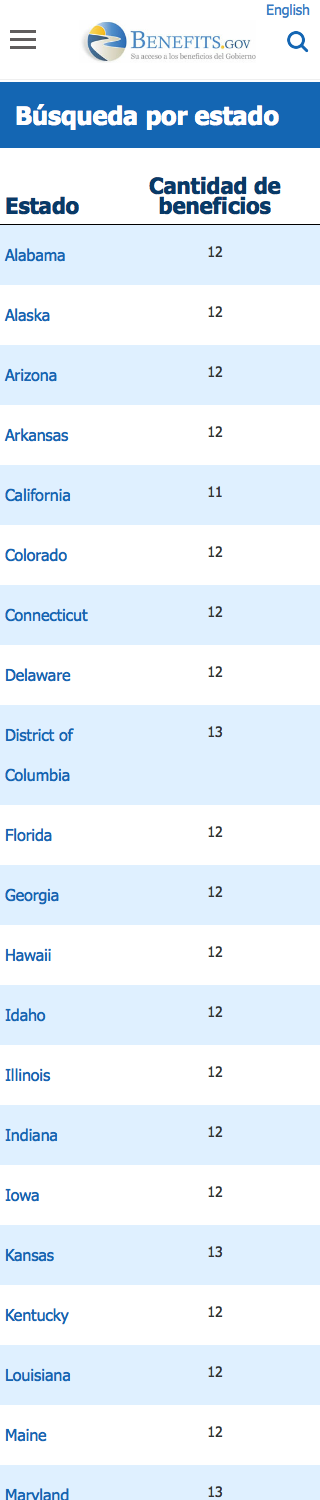 English
BENEFITS.GOV
Su acceso a los beneficios del Gobierno
Búsqueda por estado
Estado
Cantidad de
beneficios
Alabama 12
Alaska 12
Arizona 12
Arkansas 12
California 11
Colorado 12
Connecticut 12
Delaware 12
District of 13
Columbia
Florida 12
Georgia 12
Hawaii 12
Idaho 12
Illinois 12
Indiana 12
Iowa 12
Kansas 13
Kentucky 12
Louisiana 12
Maine 12
Maryland 13